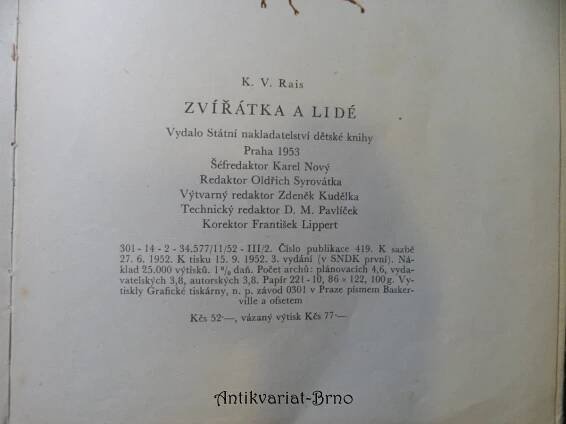 K. V. Rais
ZVÍŘÁTKA A LIDÉ
Vydalo Státní nakladatelství dětské knihy
Praha 1953
Šéfredaktor Karel Nový
Redaktor Oldřich Syrovátka
Výtvarný redaktor Zdeněk Kudělka
Technický redaktor D. M. Pavlíček
Korektor František Lippert
301 - 14 - 2 - 34.577/11/52 - III/2. Číslo publikace 419. K sazbě
27. 6. 1952. K tisku 15. 9. 1952. 3. vydání (v SNDK první). Ná-
klad 25.000 výtisků. 1 % daň. Počet archů: plánovacích 4,6, vyda-
vatelských 3,8, autorských 3,8. Papír 221-10, 86 × 122, 100 g. Vy-
tiskly Grafické tiskárny, n. p. závod 0301 v Praze písmem Basker-
ville a ofsetem
Kčs 52·—, vázaný výtisk Kčs 77·—
Antikvariat-Brno